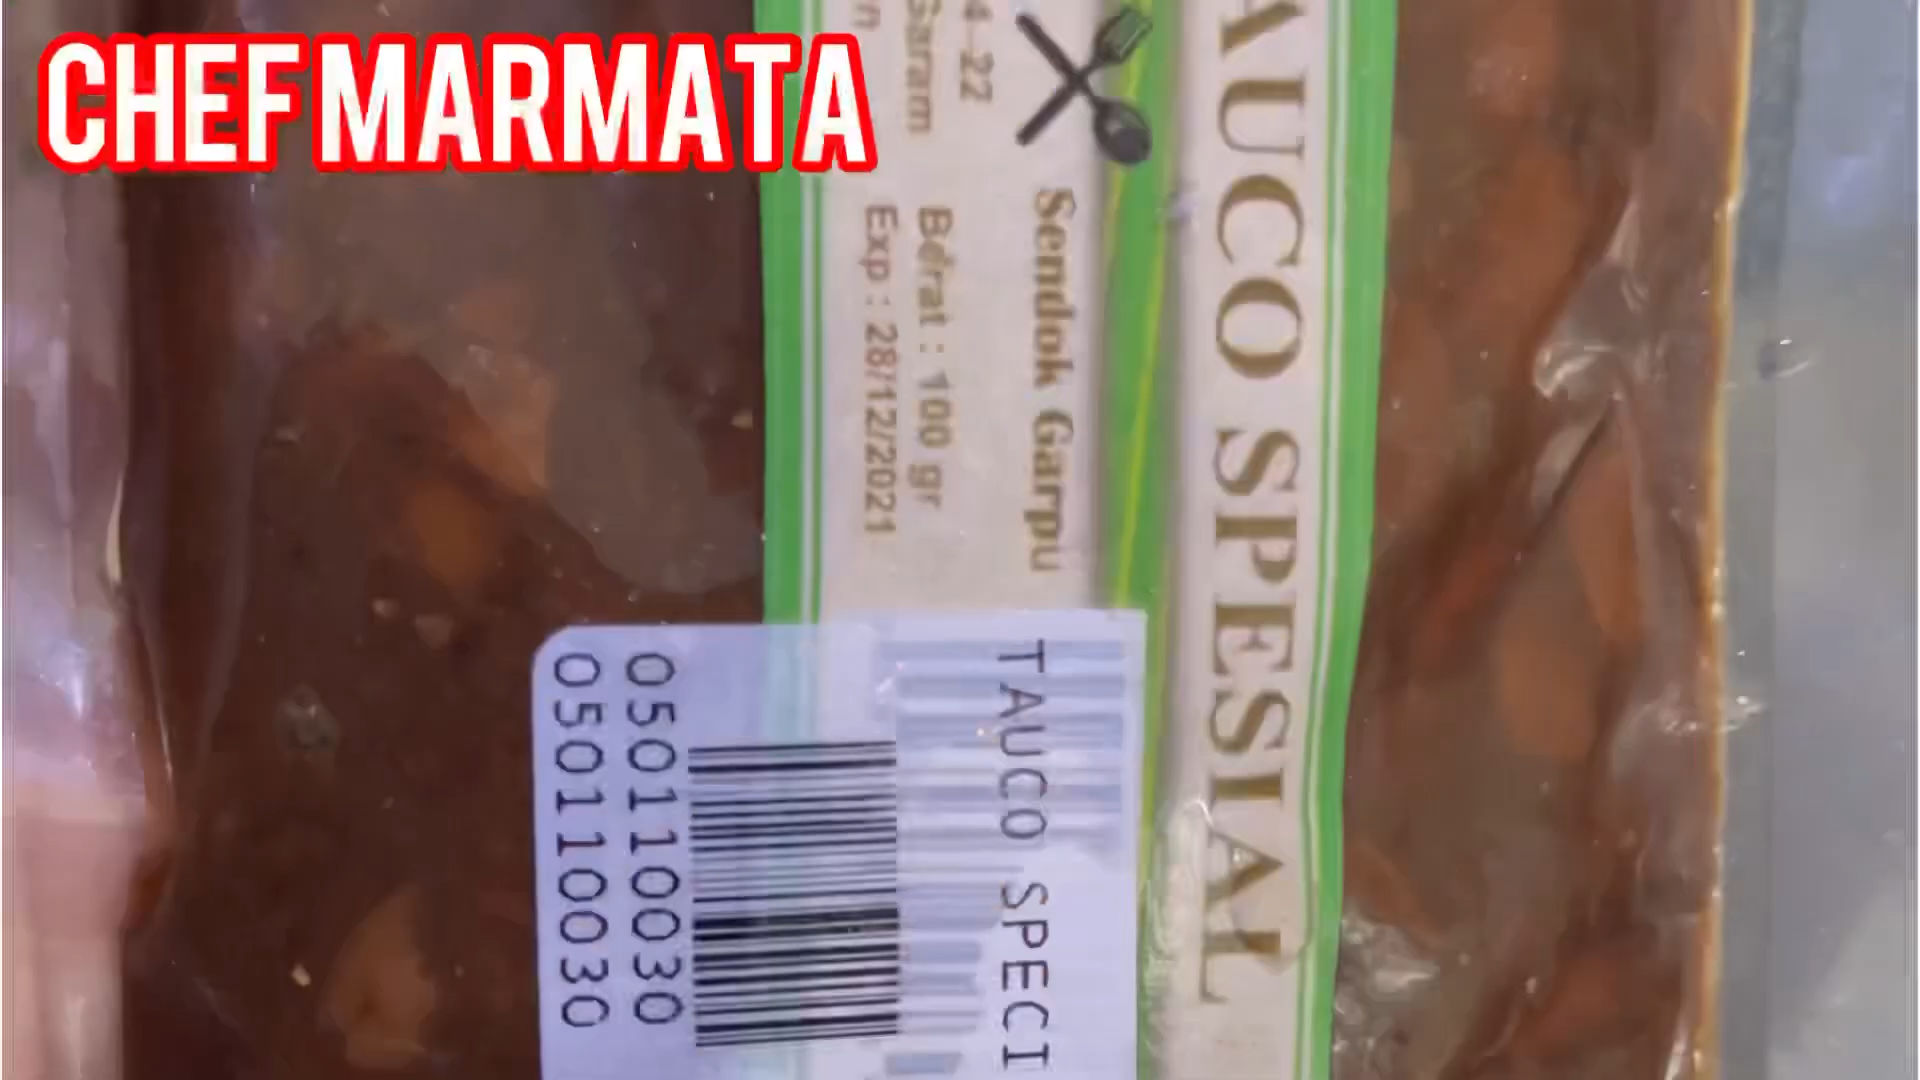 CHEF MARMATA
AUCO SPESIAL
Sendok Garpu
4-22
Garam Berat : 100 gr
Exp : 28/12/2021
TAUCO SPECI
050110030
050110030